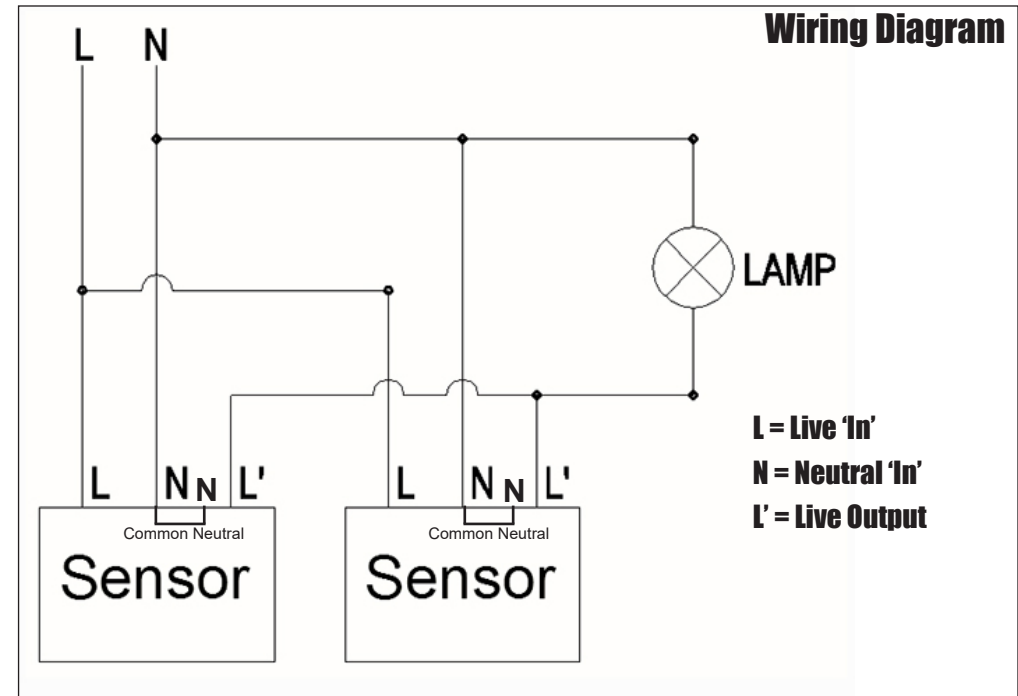 Wiring Diagram
L N
LAMP
L = Live ‘In’
N = Neutral ‘In’
L’ = Live Output
L N N L'
Common Neutral
Sensor
L N N L'
Common Neutral
Sensor